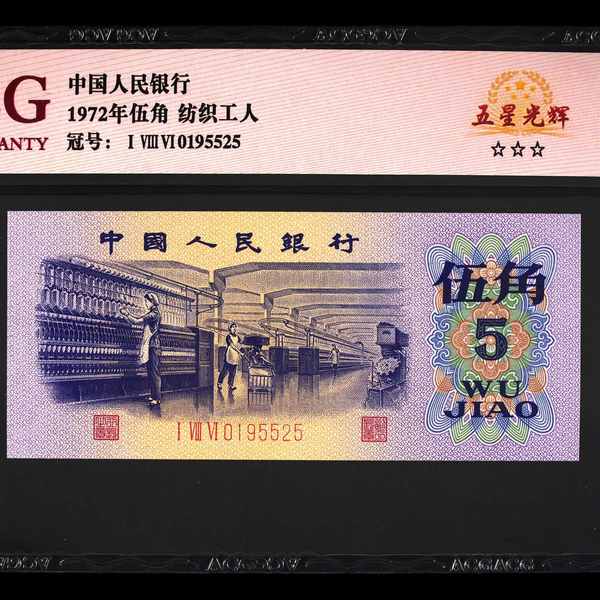 G
ANTY
中国人民银行
1972年伍角 纺织工人
冠号： I VIII VI 0195525
五星光辉
☆☆☆
中國人民銀行
伍角
5
WU
JIAO
I VIII VI 0195525
ACGACG